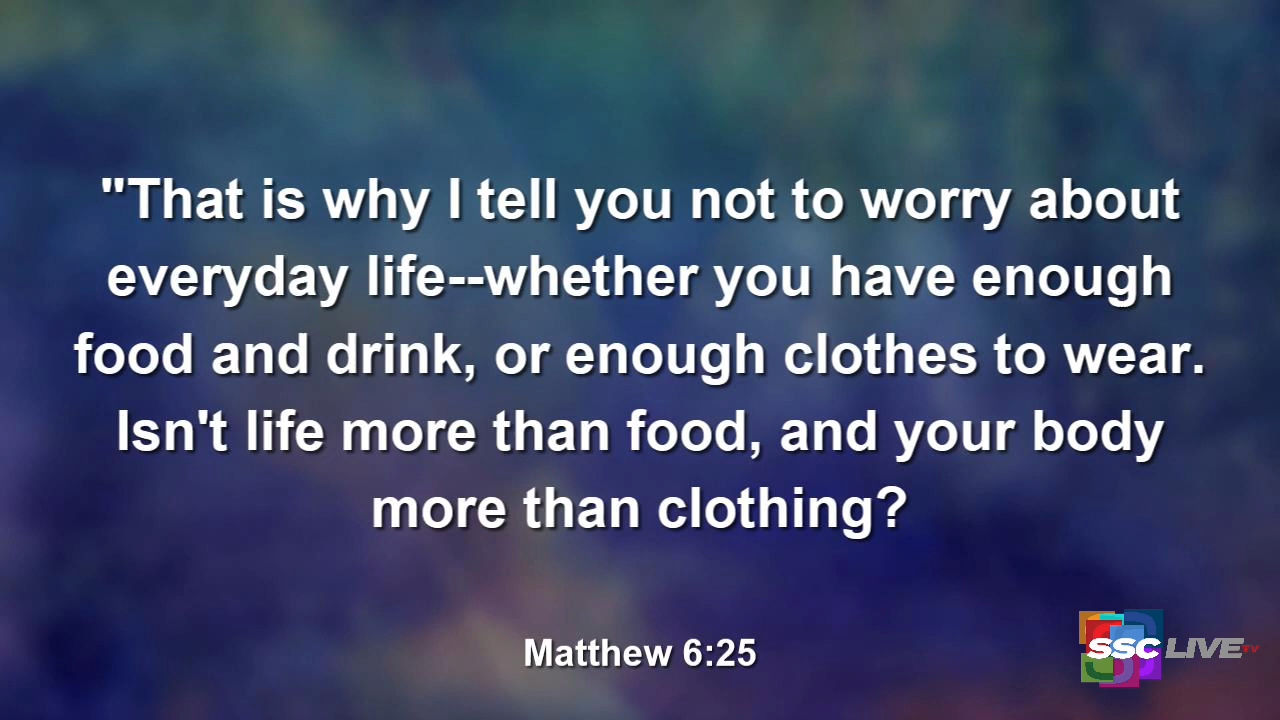 "That is why I tell you not to worry about
everyday life--whether you have enough
food and drink, or enough clothes to wear.
Isn't life more than food, and your body
more than clothing?
Matthew 6:25
SSC LIVE TV